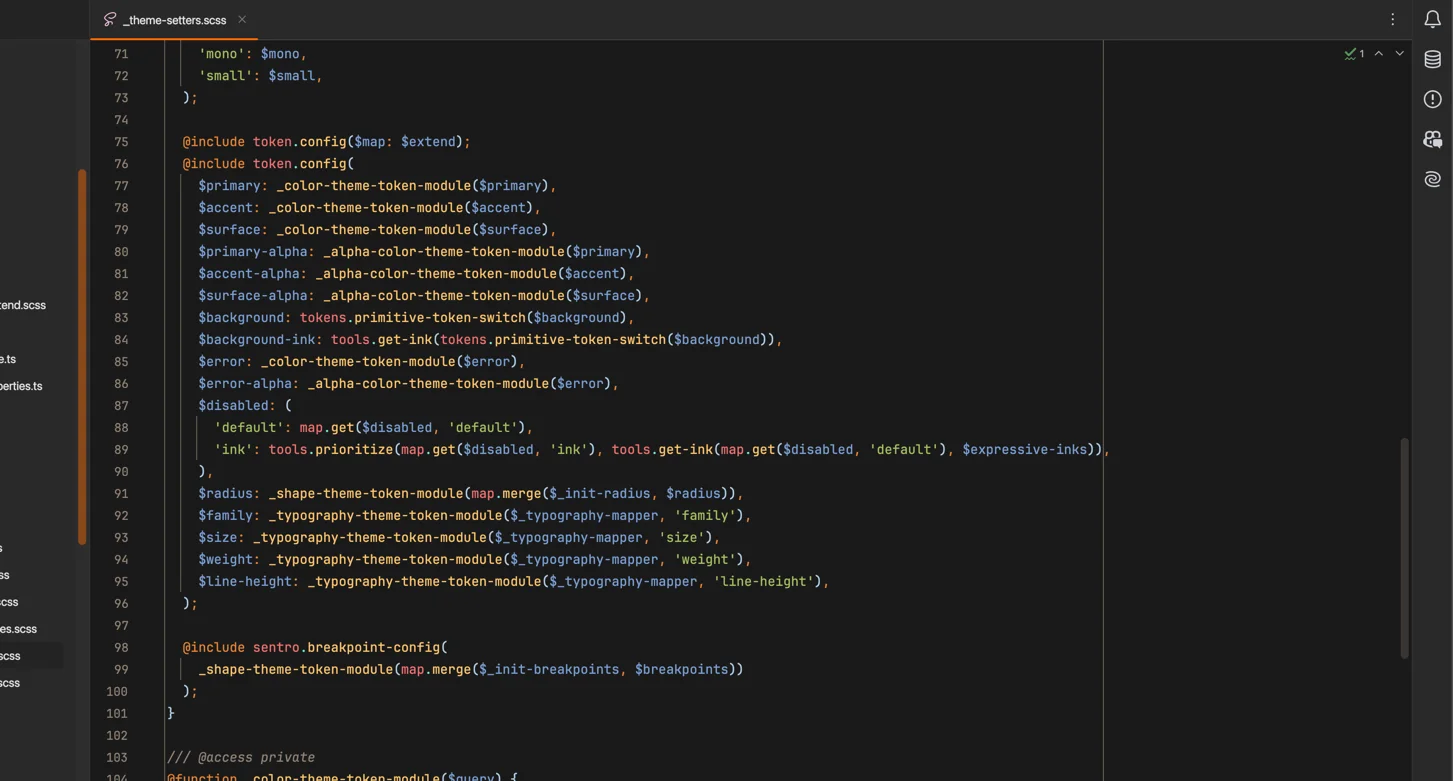 _theme-setters.scss
1
71 'mono': $mono,
72 'small': $small,
73 );
74
75 @include token.config($map: $extend);
76 @include token.config(
77 $primary: _color-theme-token-module($primary),
78 $accent: _color-theme-token-module($accent),
79 $surface: _color-theme-token-module($surface),
80 $primary-alpha: _alpha-color-theme-token-module($primary),
81 $accent-alpha: _alpha-color-theme-token-module($accent),
82 $surface-alpha: _alpha-color-theme-token-module($surface),
83 $background: tokens.primitive-token-switch($background),
84 $background-ink: tools.get-ink(tokens.primitive-token-switch($background)),
85 $error: _color-theme-token-module($error),
86 $error-alpha: _alpha-color-theme-token-module($error),
87 $disabled: (
88 'default': map.get($disabled, 'default'),
89 'ink': tools.prioritize(map.get($disabled, 'ink'), tools.get-ink(map.get($disabled, 'default'), $expressive-inks)),
90 ),
91 $radius: _shape-theme-token-module(map.merge($_init-radius, $radius)),
92 $family: _typography-theme-token-module($_typography-mapper, 'family'),
93 $size: _typography-theme-token-module($_typography-mapper, 'size'),
94 $weight: _typography-theme-token-module($_typography-mapper, 'weight'),
95 $line-height: _typography-theme-token-module($_typography-mapper, 'line-height'),
96 );
97
98 @include sentro.breakpoint-config(
99 _shape-theme-token-module(map.merge($_init-breakpoints, $breakpoints))
100 );
101 }
102
103 /// @access private
104 @function _color-theme-token-module($query) {
tend.scss
e.ts
perties.ts
s
ss
scss
es.scss
scss
scss